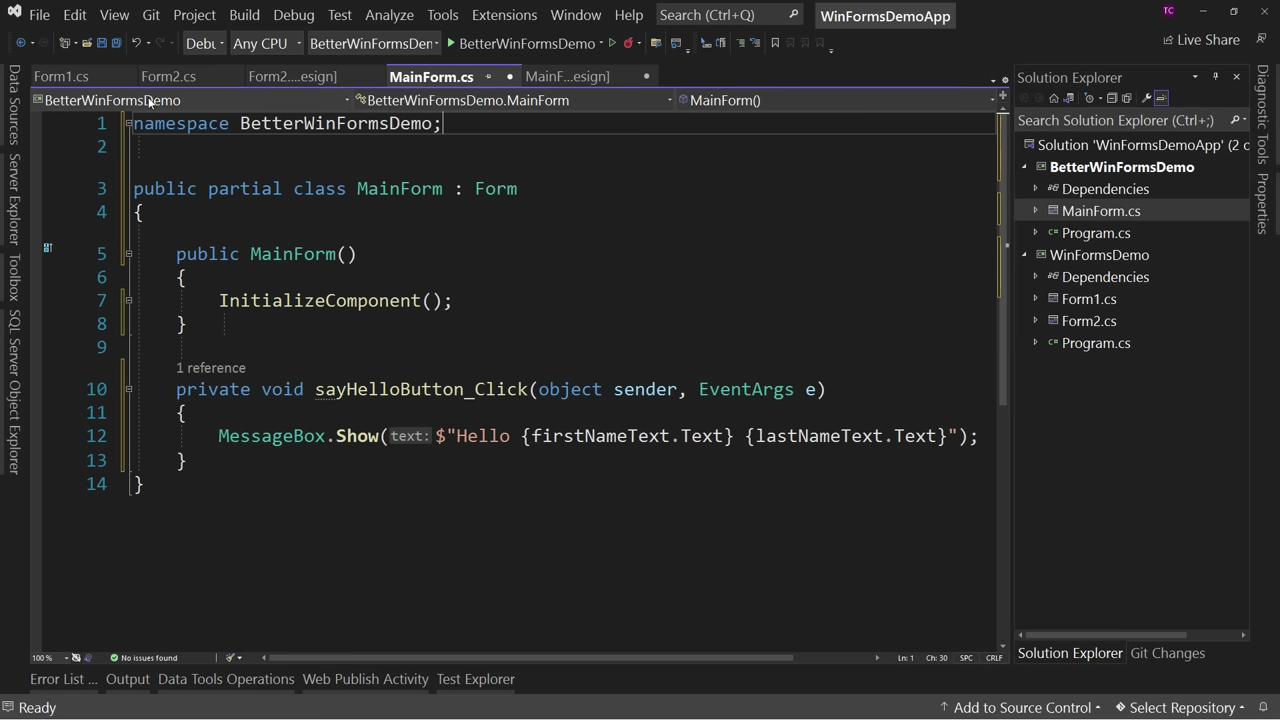 File Edit View Git Project Build Debug Test Analyze Tools Extensions Window Help Search (Ctrl+Q) WinFormsDemoApp TC
Debu Any CPU BetterWinFormsDen BetterWinFormsDemo Live Share
Form1.cs Form2.cs Form2....esign] MainForm.cs MainF...esign]
BetterWinFormsDemo BetterWinFormsDemo.MainForm MainForm()
1 namespace BetterWinFormsDemo;
2
3 public partial class MainForm : Form
4 {
5 public MainForm()
6 {
7 InitializeComponent();
8 }
9
1 reference
10 private void sayHelloButton_Click(object sender, EventArgs e)
11 {
12 MessageBox.Show(text: $"Hello {firstNameText.Text} {lastNameText.Text}");
13 }
14 }
Data Sources
Server Explorer
Toolbox
SQL Server Object Explorer
Solution Explorer
Search Solution Explorer (Ctrl+;)
Solution 'WinFormsDemoApp' (2 o
BetterWinFormsDemo
Dependencies
MainForm.cs
C# Program.cs
WinFormsDemo
Dependencies
Form1.cs
Form2.cs
C# Program.cs
Diagnostic Tools
Properties
100% No issues found Ln: 1 Ch: 30 SPC CRLF
Solution Explorer Git Changes
Error List ... Output Data Tools Operations Web Publish Activity Test Explorer
Ready Add to Source Control Select Repository